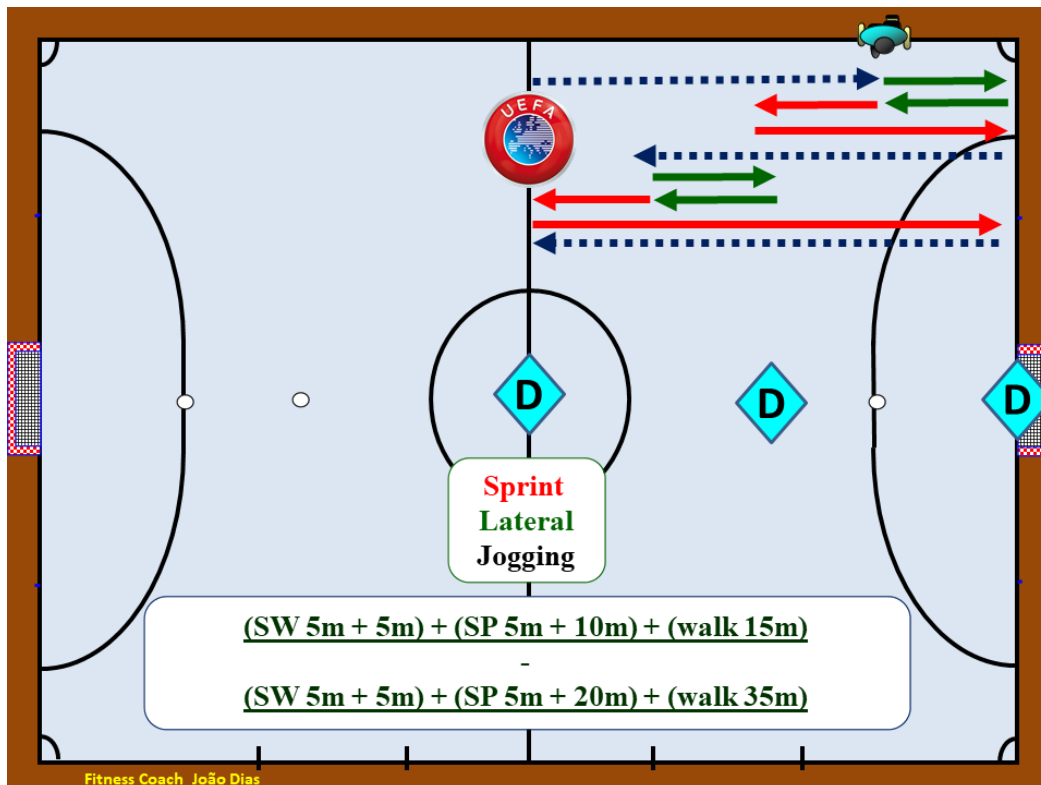 UEFA
D
D
D
Sprint
Lateral
Jogging
(SW 5m + 5m) + (SP 5m + 10m) + (walk 15m)
-
(SW 5m + 5m) + (SP 5m + 20m) + (walk 35m)
Fitness Coach João Dias